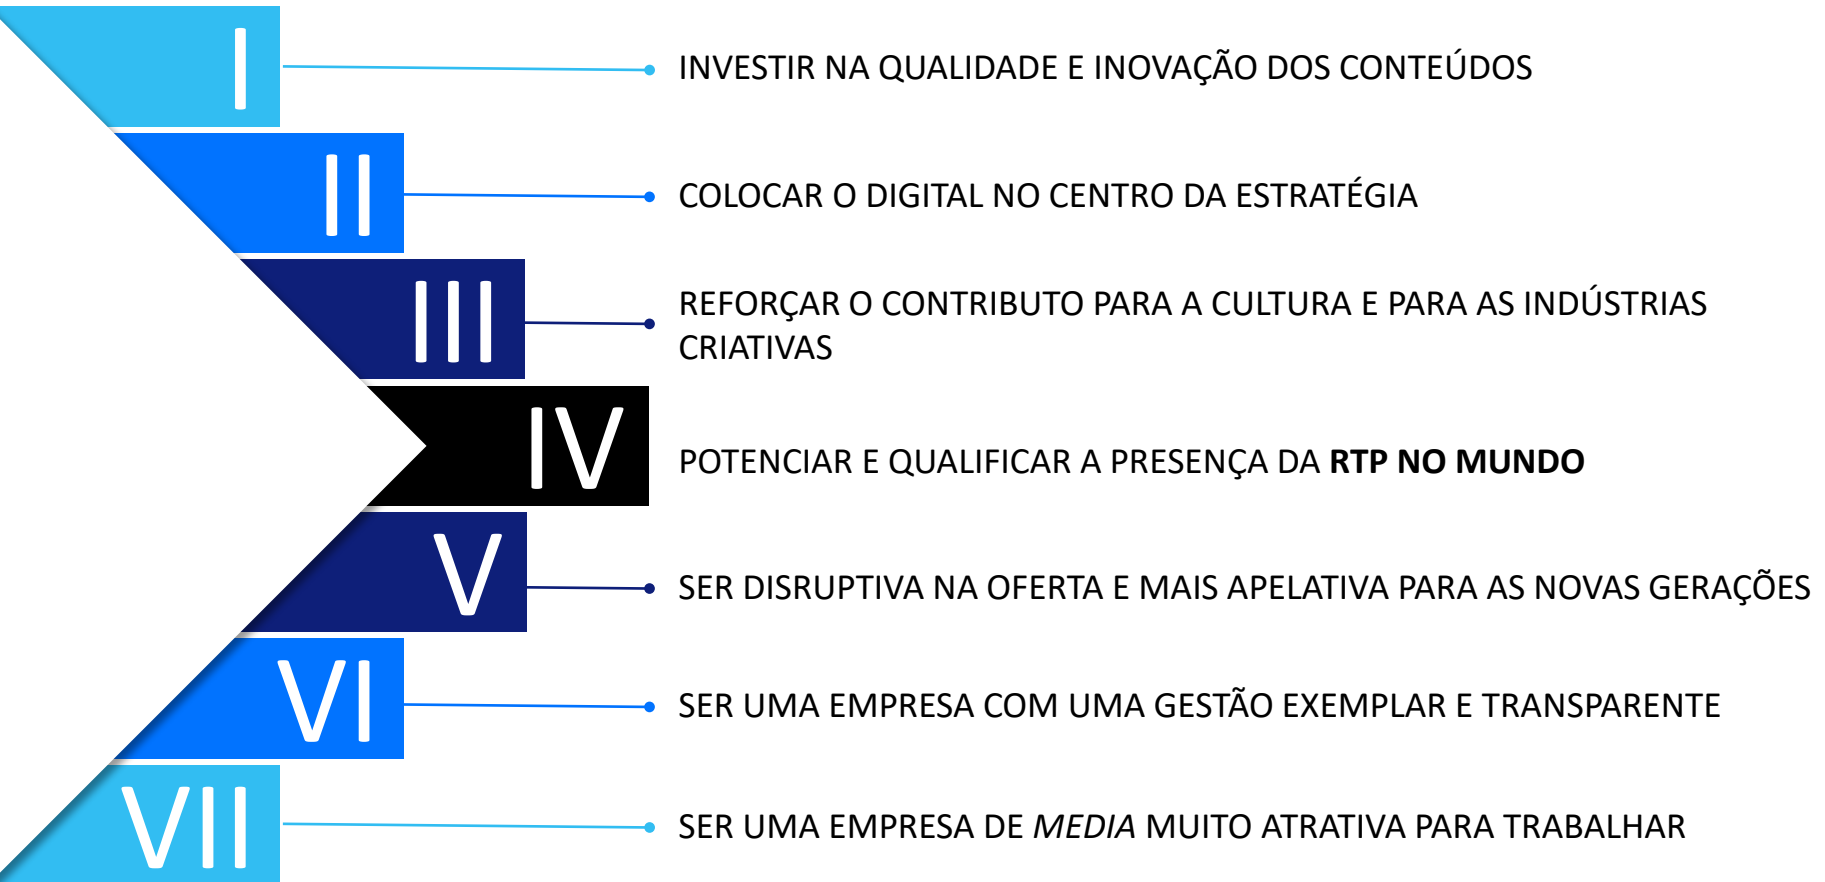 I
INVESTIR NA QUALIDADE E INOVAÇÃO DOS CONTEÚDOS
II
COLOCAR O DIGITAL NO CENTRO DA ESTRATÉGIA
III
REFORÇAR O CONTRIBUTO PARA A CULTURA E PARA AS INDÚSTRIAS
CRIATIVAS
IV
POTENCIAR E QUALIFICAR A PRESENÇA DA RTP NO MUNDO
V
SER DISRUPTIVA NA OFERTA E MAIS APELATIVA PARA AS NOVAS GERAÇÕES
VI
SER UMA EMPRESA COM UMA GESTÃO EXEMPLAR E TRANSPARENTE
VII
SER UMA EMPRESA DE MEDIA MUITO ATRATIVA PARA TRABALHAR